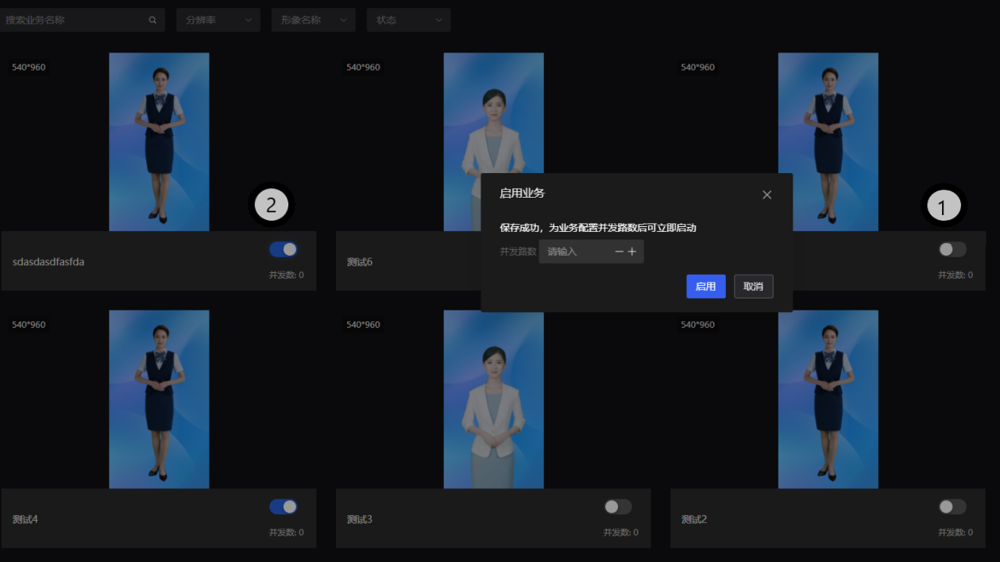 搜索业务名称
分辨率
形象名称
状态
540*960
540*960
540*960
2
1
sdasdasdfasfda
并发数: 0
测试6
并发数: 0
启用业务
保存成功，为业务配置并发路数后可立即启动
并发路数 请输入
启用 取消
540*960
540*960
540*960
测试4
并发数: 0
测试3
并发数: 0
测试2
并发数: 0